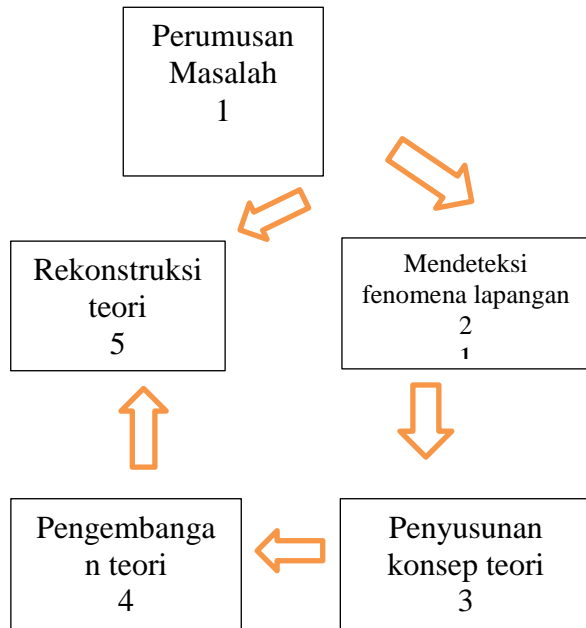 Perumusan
Masalah
1
Rekonstruksi
teori
5
Mendeteksi
fenomena lapangan
2
1
Pengembanga
n teori
4
Penyusunan
konsep teori
3